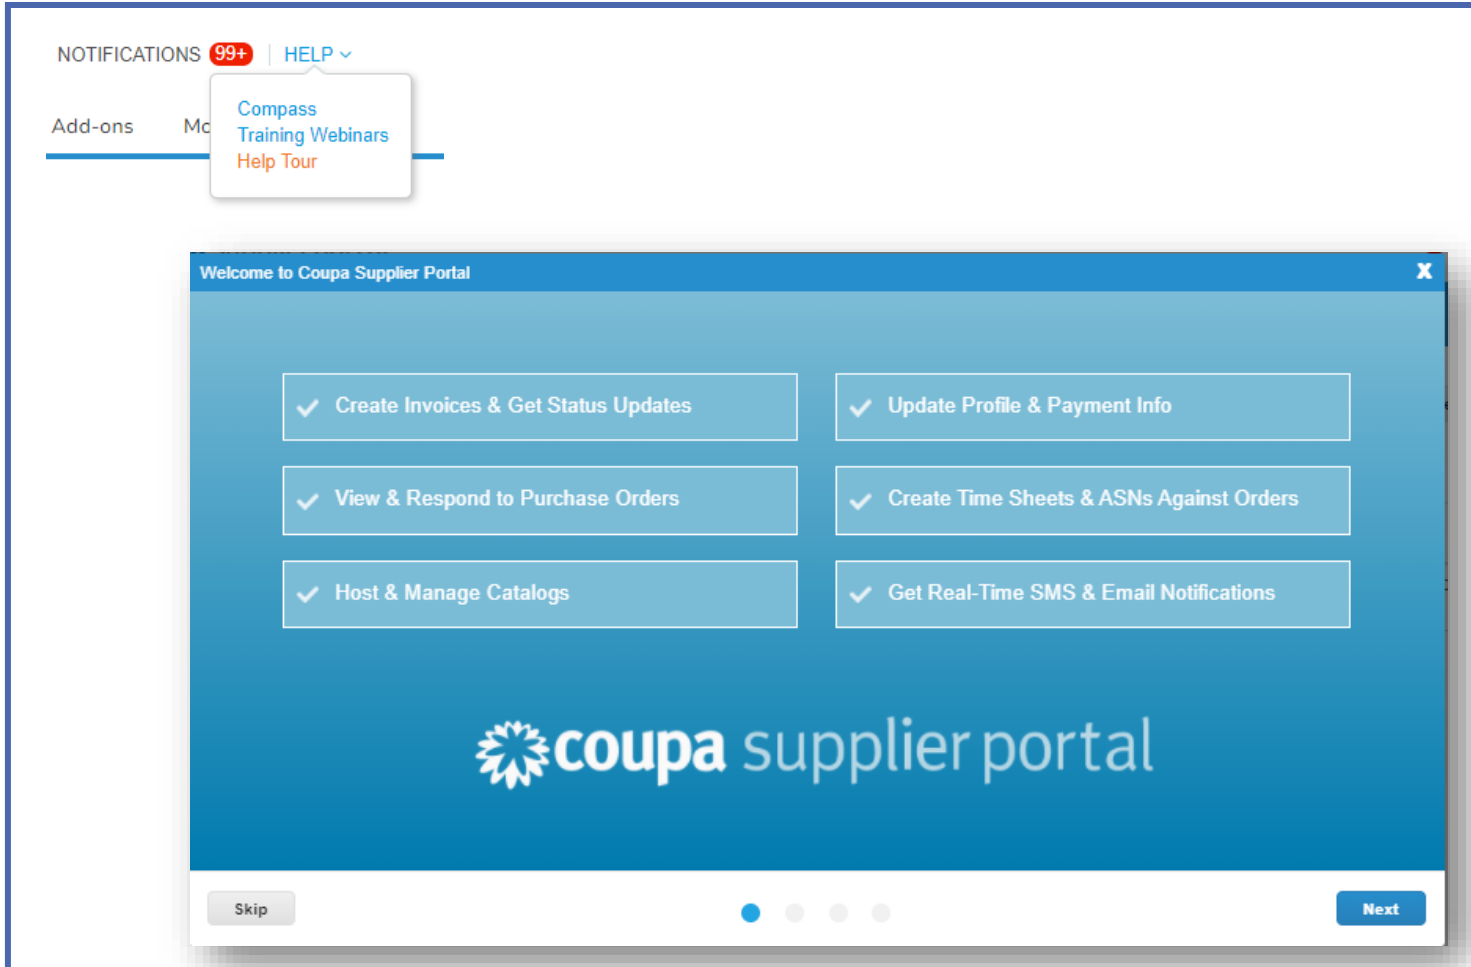 NOTIFICATIONS 99+ HELP
Compass
Add-ons
Training Webinars
Help Tour
Welcome to Coupa Supplier Portal X
Create Invoices & Get Status Updates
Update Profile & Payment Info
View & Respond to Purchase Orders
Create Time Sheets & ASNs Against Orders
Host & Manage Catalogs
Get Real-Time SMS & Email Notifications
coupa supplier portal
Skip
Next